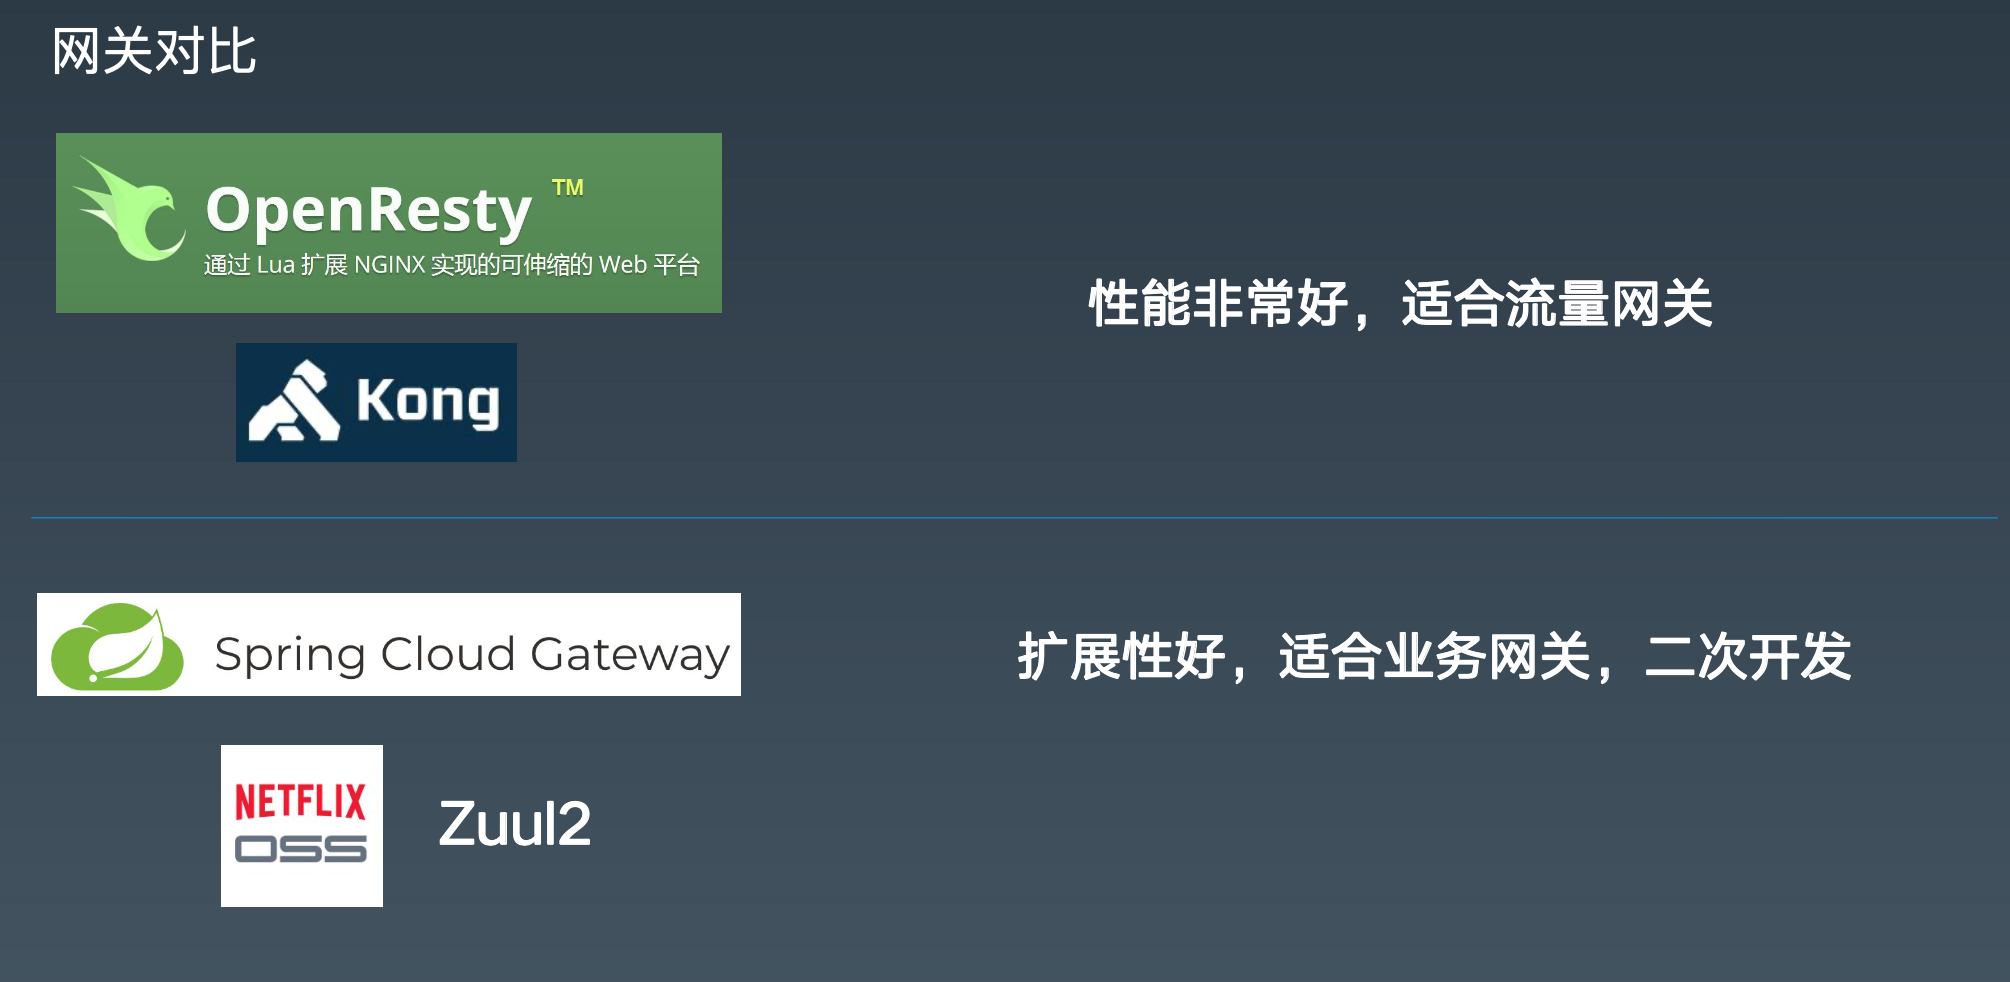 网关对比
OpenResty TM
通过 Lua 扩展 NGINX 实现的可伸缩的 Web 平台
性能非常好，适合流量网关
Kong
Spring Cloud Gateway
扩展性好，适合业务网关，二次开发
NETFLIX
OSS
Zuul2